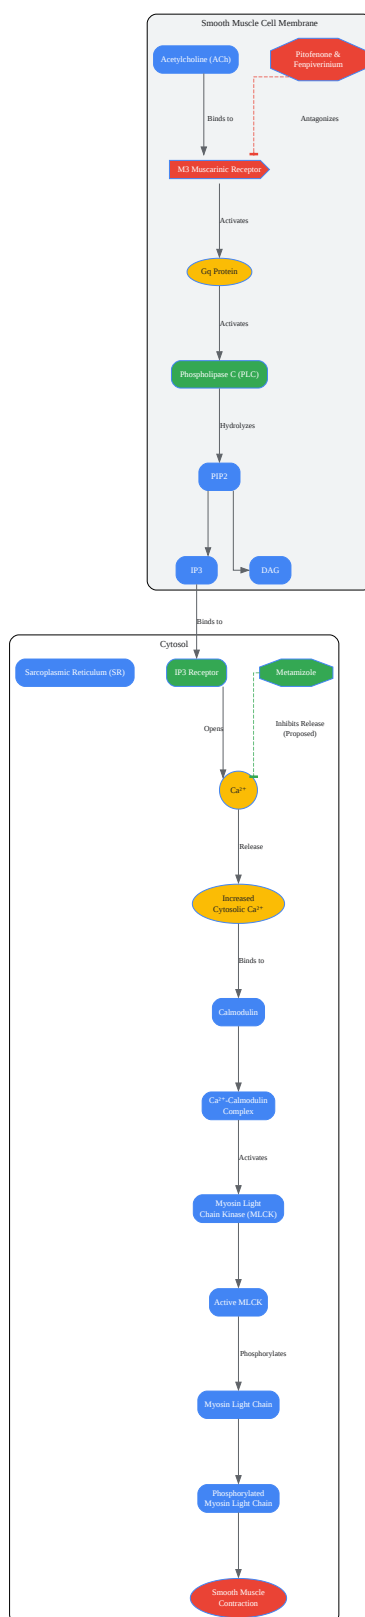 Smooth Muscle Cell Membrane
Acetylcholine (ACh)
Pitofenone &
Fenpiverinium
Binds to
Antagonizes
M3 Muscarinic Receptor
Activates
Gq Protein
Activates
Phospholipase C (PLC)
Hydrolyzes
PIP2
IP3
DAG
Binds to
Cytosol
Sarcoplasmic Reticulum (SR)
IP3 Receptor
Metamizole
Opens
Inhibits Release
(Proposed)
Ca²⁺
Release
Increased
Cytosolic Ca²⁺
Binds to
Calmodulin
Ca²⁺-Calmodulin
Complex
Activates
Myosin Light
Chain Kinase (MLCK)
Active MLCK
Phosphorylates
Myosin Light Chain
Phosphorylated
Myosin Light Chain
Smooth Muscle
Contraction